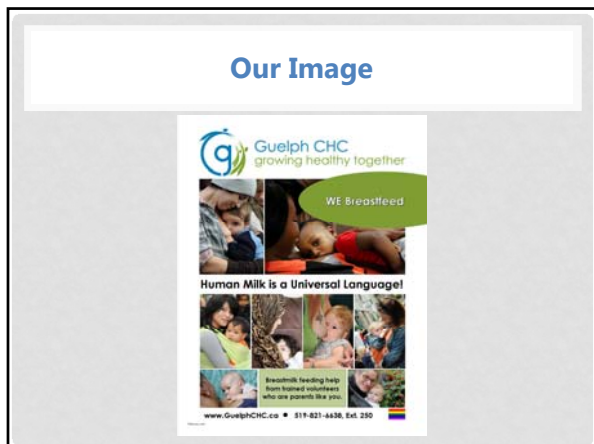 Our Image
g
Guelph CHC
growing healthy together
WE Breastfeed
Human Milk is a Universal Language!
Breastmilk feeding help
from trained volunteers
who are parents like you.
www.GuelphCHC.ca • 519-821-6638, Ext. 250